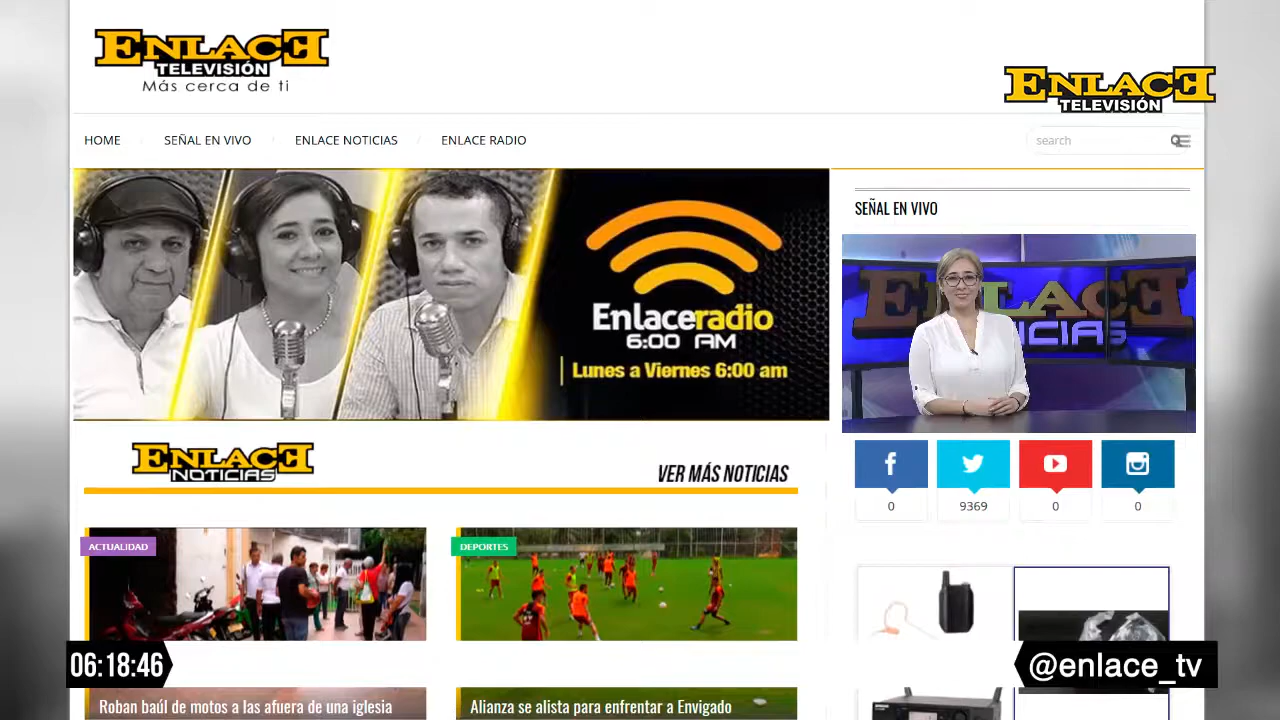 ENLACE
TELEVISIÓN
Más cerca de ti
ENLACE
TELEVISIÓN
HOME
SEÑAL EN VIVO
ENLACE NOTICIAS
ENLACE RADIO
search
Enlaceradio
6:00 AM
Lunes a Viernes 6:00 am
SEÑAL EN VIVO
ENLACE
NOTICIAS
0
9369
0
0
ENLACE
NOTICIAS
VER MÁS NOTICIAS
ACTUALIDAD
DEPORTES
06:18:46
@enlace_tv
Roban baúl de motos a las afuera de una iglesia
Alianza se alista para enfrentar a Envigado